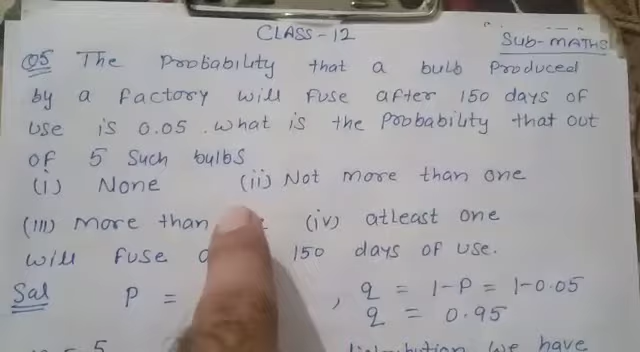 CLASS-12
SUB-MATHS
Q5 The Probability that a bulb Produced
by a factory will fuse after 150 days of
use is 0.05. what is the Probability that out
of 5 Such bulbs
(i) None (ii) Not more than one
(iii) more than (iv) atleast one
will fuse 150 days of use.
Sol P = , q = 1-P = 1-0.05
q = 0.95
distribution we have